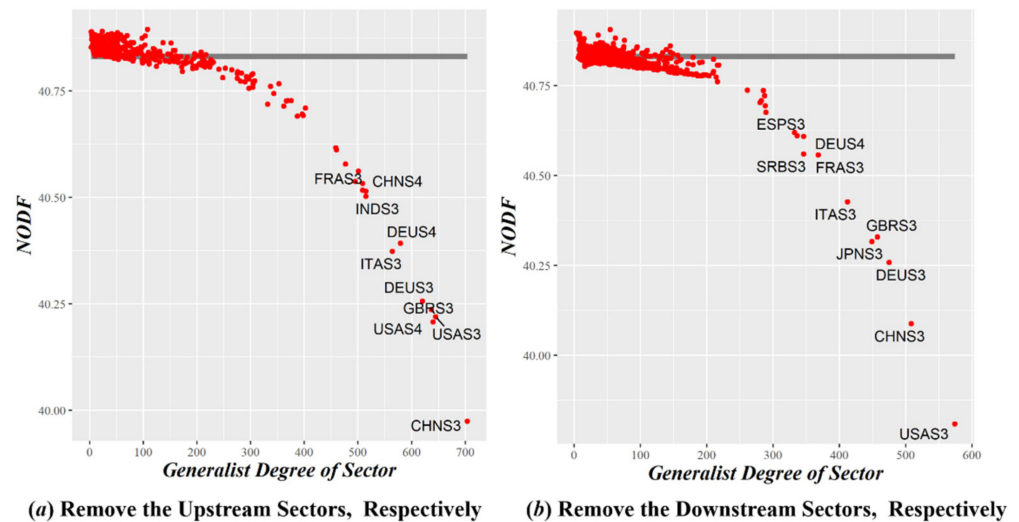 NODF
40.75
40.50
40.25
40.00
FRAS3
CHNS4
INDS3
DEUS4
ITAS3
DEUS3
GBRS3
USAS4
USAS3
CHNS3
0 100 200 300 400 500 600 700
Generalist Degree of Sector
(a) Remove the Upstream Sectors, Respectively
NODF
40.75
40.50
40.25
40.00
ESPS3
DEUS4
SRBS3
FRAS3
ITAS3
GBRS3
JPNS3
DEUS3
CHNS3
USAS3
0 100 200 300 400 500 600
Generalist Degree of Sector
(b) Remove the Downstream Sectors, Respectively